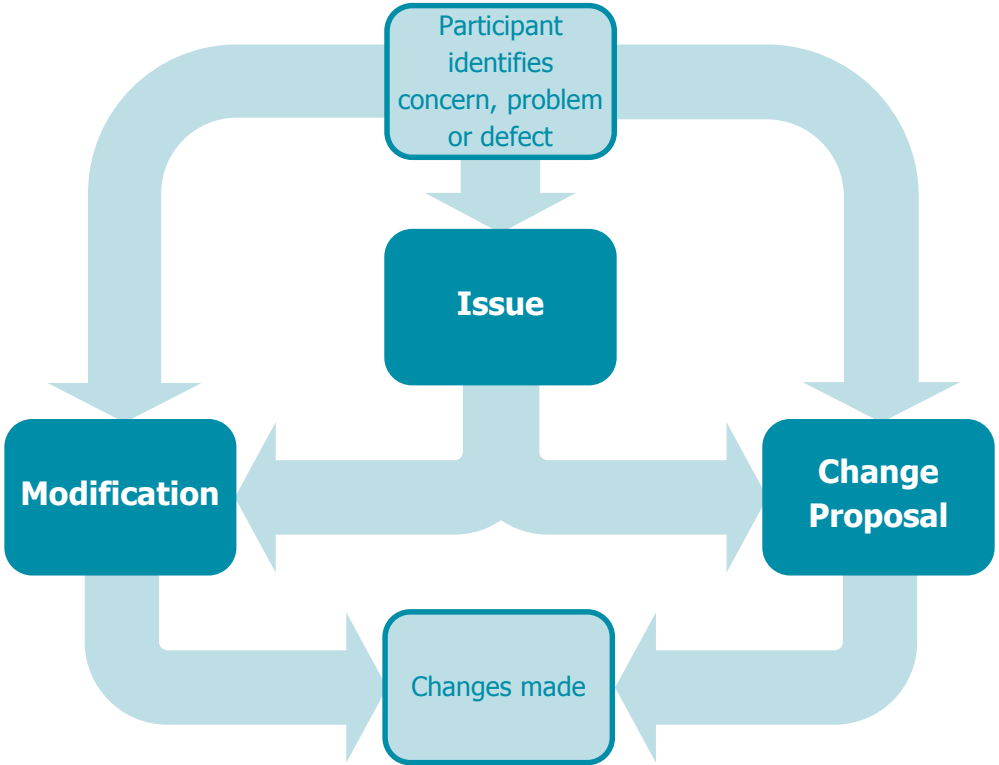 Participant
identifies
concern, problem
or defect
Issue
Modification
Change
Proposal
Changes made